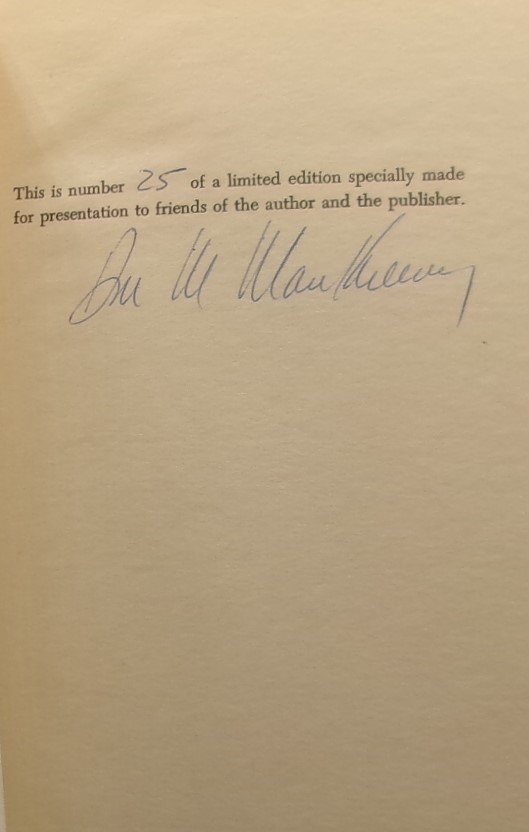 This is number 25 of a limited edition specially made
for presentation to friends of the author and the publisher.